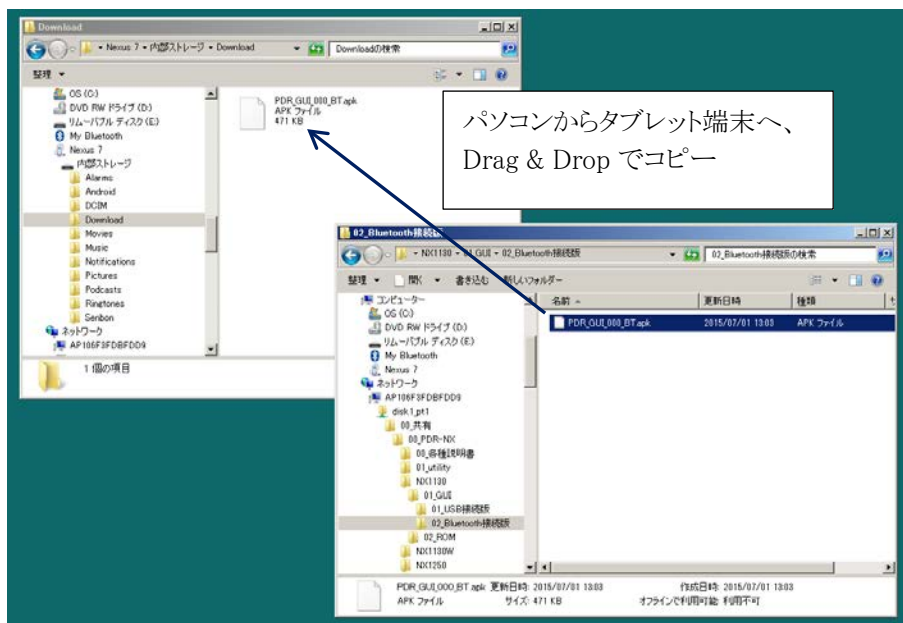 Download
Nexus 7 ▸ 内部ストレージ ▸ Download
Downloadの検索
整理
OS (C:)
DVD RW ドライブ (D:)
リムーバブル ディスク (E:)
My Bluetooth
Nexus 7
内部ストレージ
Alarms
Android
DCIM
Download
Movies
Music
Notifications
Pictures
Podcasts
Ringtones
Senbon
ネットワーク
AP106F3FDBFDD9
PDR_GUI_000_BT.apk
APK ファイル
471 KB
1 個の項目
パソコンからタブレット端末へ、
Drag & Drop でコピー
02_Bluetooth接続版
NX1130 ▸ 01_GUI ▸ 02_Bluetooth接続版
02_Bluetooth接続版の検索
整理 開く 書き込む 新しいフォルダー
コンピューター
OS (C:)
DVD RW ドライブ (D:)
リムーバブル ディスク (E:)
My Bluetooth
Nexus 7
ネットワーク
AP106F3FDBFDD9
disk1_pt1
00_共有
00_PDR-NX
00_各種説明書
01_utility
NX1130
01_GUI
01_USB接続版
02_Bluetooth接続版
02_ROM
NX1130W
NX1250
名前 更新日時 種類
PDR_GUI_000_BT.apk 2015/07/01 13:03 APK ファイル
PDR_GUI_000_BT.apk 更新日時: 2015/07/01 13:03 作成日時: 2015/07/01 13:03
APK ファイル サイズ: 471 KB オフラインで利用可能: 利用不可